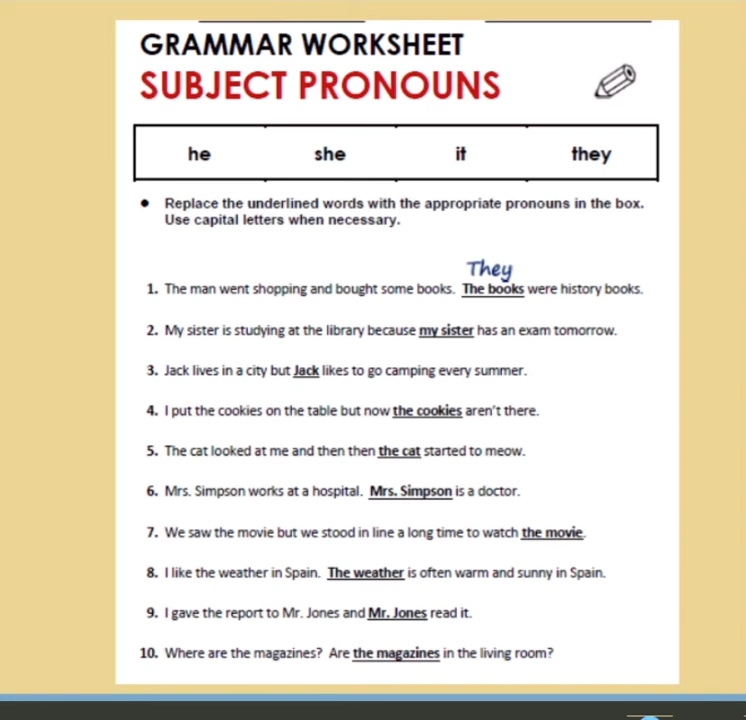 GRAMMAR WORKSHEET
SUBJECT PRONOUNS
he she it they
• Replace the underlined words with the appropriate pronouns in the box.
Use capital letters when necessary.
They
1. The man went shopping and bought some books. The books were history books.
2. My sister is studying at the library because my sister has an exam tomorrow.
3. Jack lives in a city but Jack likes to go camping every summer.
4. I put the cookies on the table but now the cookies aren't there.
5. The cat looked at me and then then the cat started to meow.
6. Mrs. Simpson works at a hospital. Mrs. Simpson is a doctor.
7. We saw the movie but we stood in line a long time to watch the movie.
8. I like the weather in Spain. The weather is often warm and sunny in Spain.
9. I gave the report to Mr. Jones and Mr. Jones read it.
10. Where are the magazines? Are the magazines in the living room?